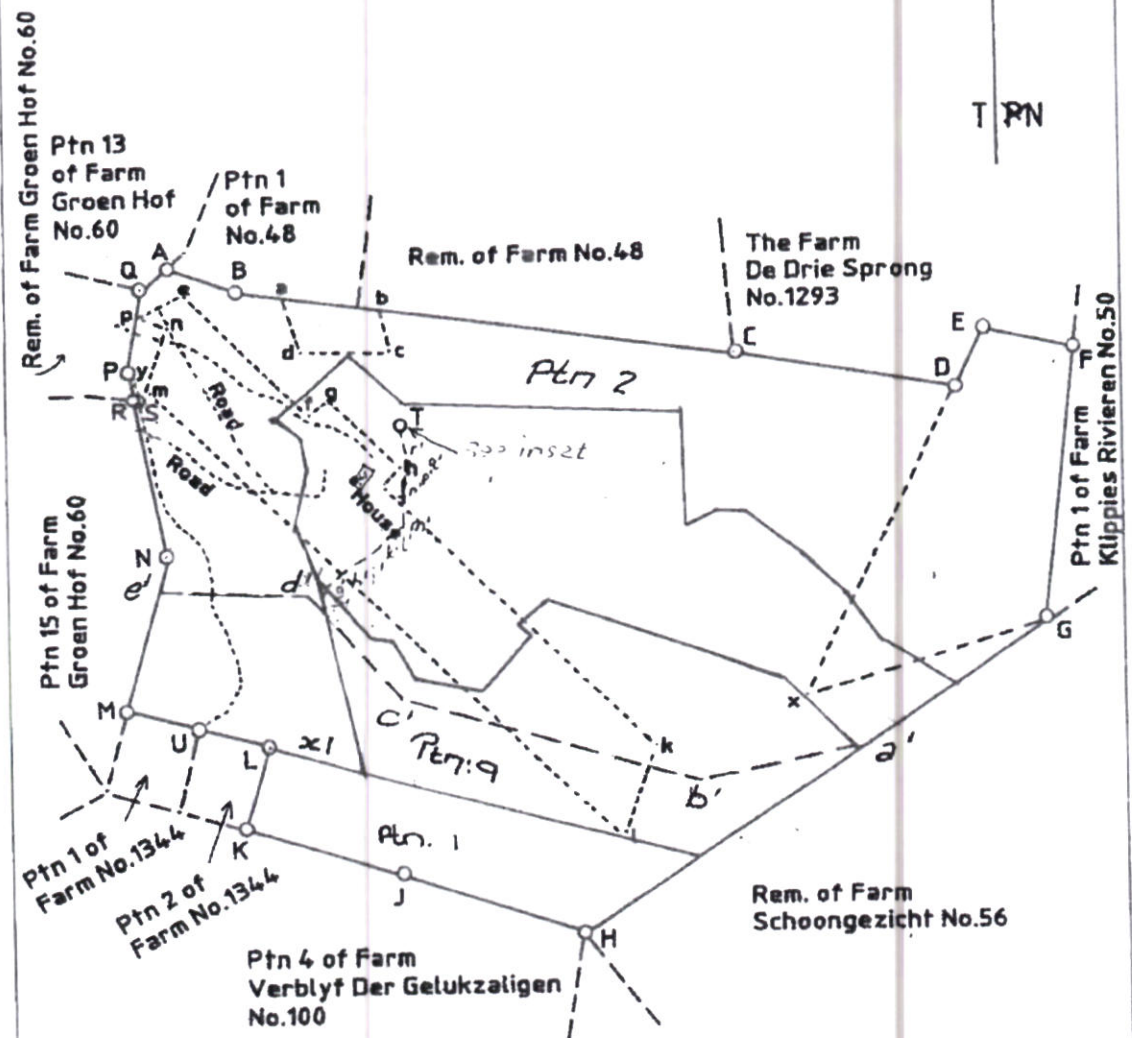 Rem. of Farm Groen Hof No.60
Ptn 13
of Farm
Groen Hof
No.60
Ptn 1
of Farm
No.48
Rem. of Farm No.48
The Farm
De Drie Sprong
No.1293
T
N
A
Q
B
a
b
e
p
n
C
E
D
F
P
y
m
R
S
d
c
Ptn 2
Road
f
g
T
See inset
h
Road
House
m'
Ptn 1 of Farm
Klippies Rivieren No.50
Ptn 15 of Farm
Groen Hof No.60
N
e'
d'
G
x
M
U
L
x1
c'
Ptn:9
k
b'
a'
l
K
Ptn. 1
J
H
Ptn 1 of
Farm No.1344
Ptn 2 of
Farm No.1344
Rem. of Farm
Schoongezicht No.56
Ptn 4 of Farm
Verblyf Der Gelukzaligen
No.100